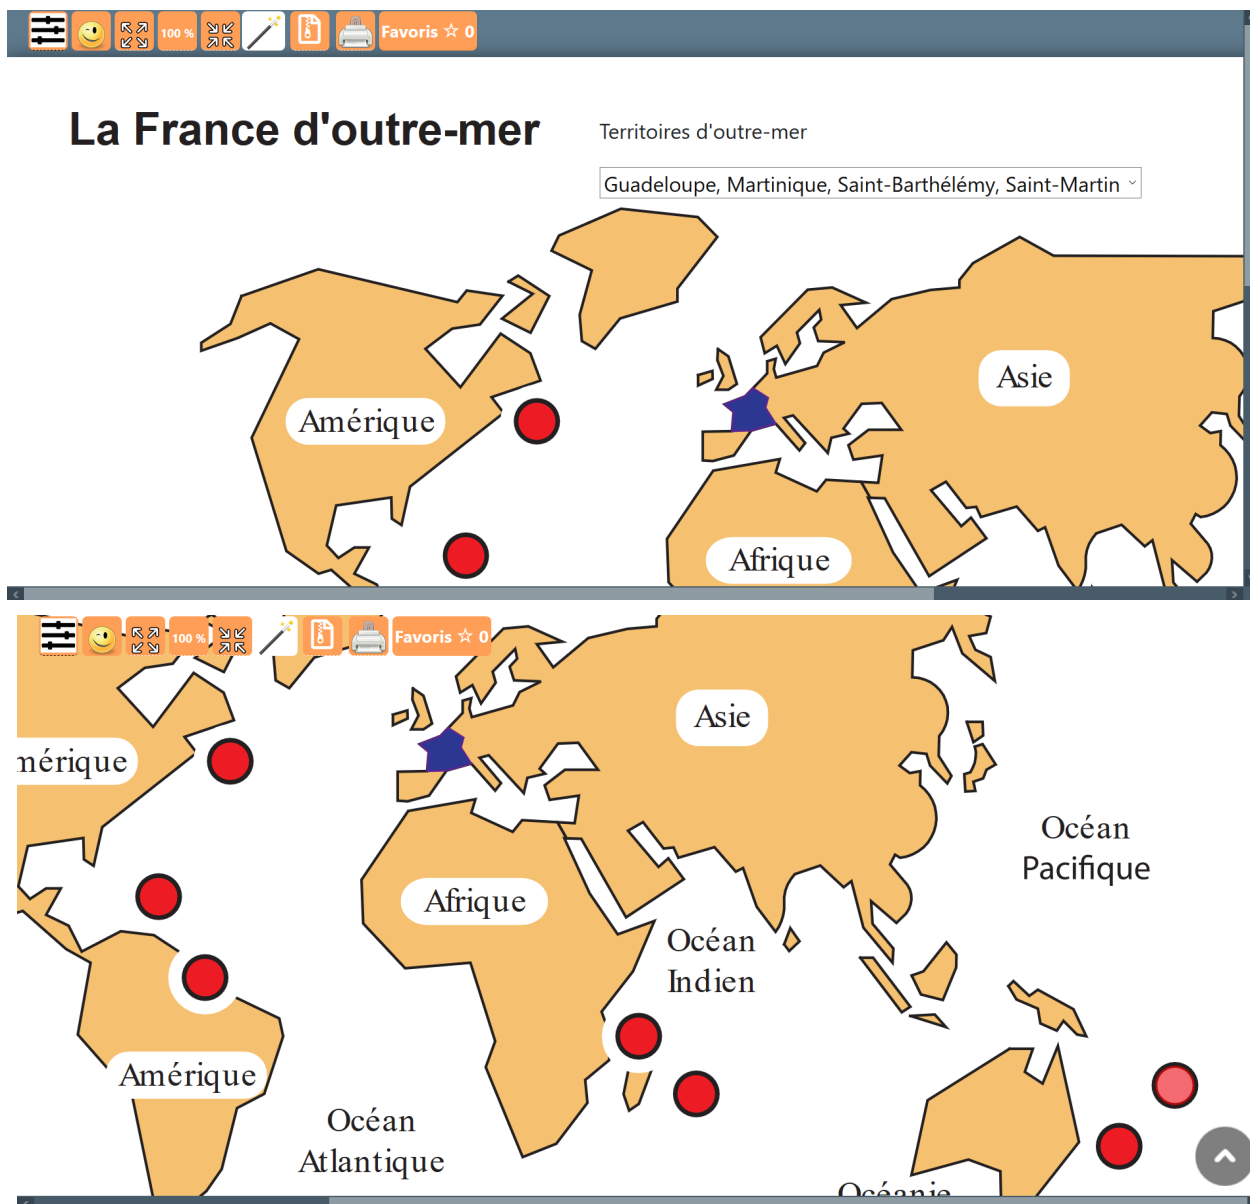 100 %
Favoris ☆ 0
La France d'outre-mer
Territoires d'outre-mer
Guadeloupe, Martinique, Saint-Barthélémy, Saint-Martin
Asie
Amérique
Afrique
100 %
Favoris ☆ 0
Asie
mérique
Océan
Pacifique
Afrique
Océan
Indien
Amérique
Océan
Atlantique
Océanie